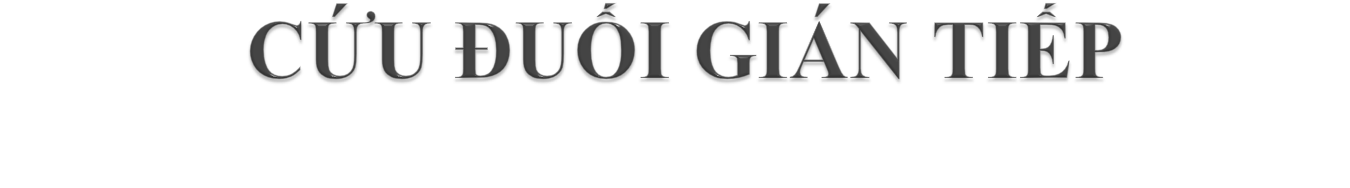 CỨU ĐUỐI GIÁN TIẾP